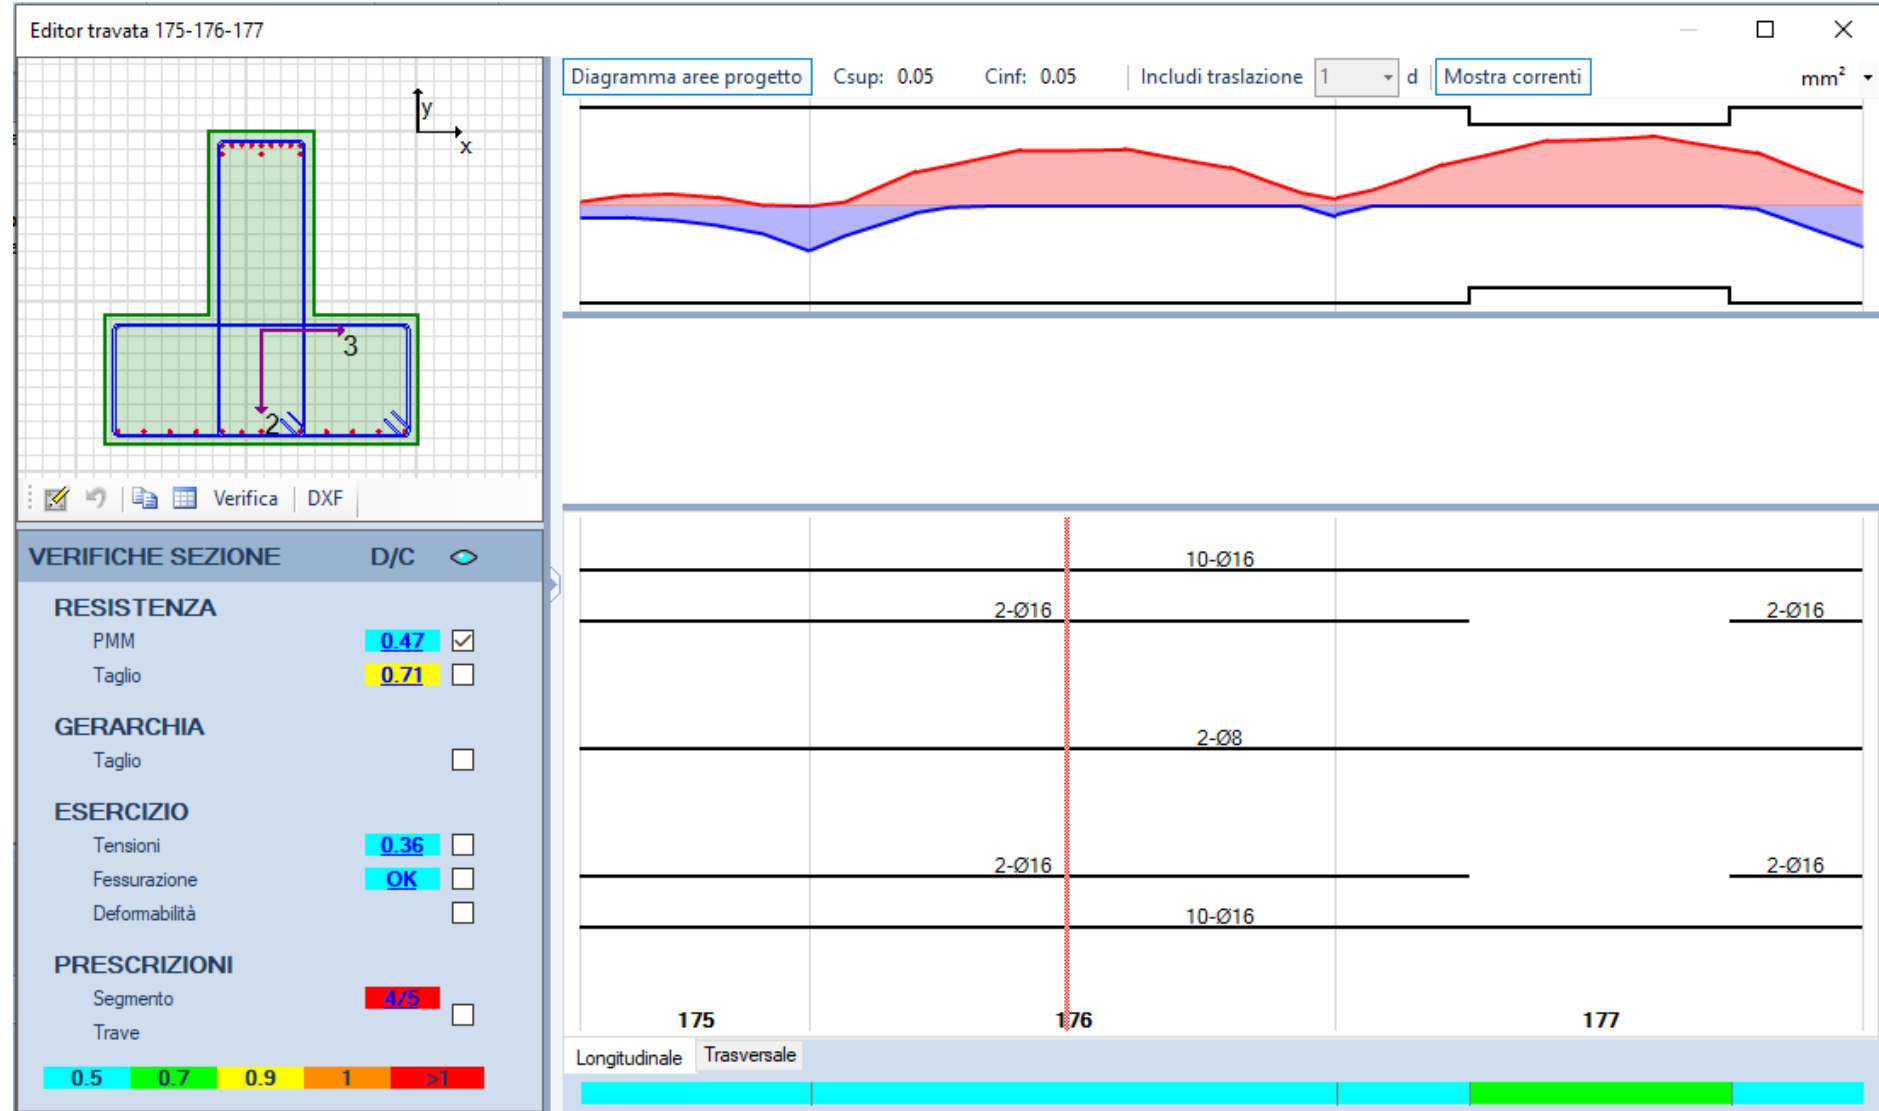 Editor travata 175-176-177
Diagramma aree progetto Csup: 0.05 Cinf: 0.05 Includi traslazione 1 d Mostra correnti mm²
y
x
3
2
Verifica DXF
VERIFICHE SEZIONE D/C
RESISTENZA
PMM 0.47
Taglio 0.71
GERARCHIA
Taglio
ESERCIZIO
Tensioni 0.36
Fessurazione OK
Deformabilità
PRESCRIZIONI
Segmento 4/5
Trave
0.5 0.7 0.9 1 >1
10-Ø16
2-Ø16 2-Ø16
2-Ø8
2-Ø16 2-Ø16
10-Ø16
175 176 177
Longitudinale Trasversale